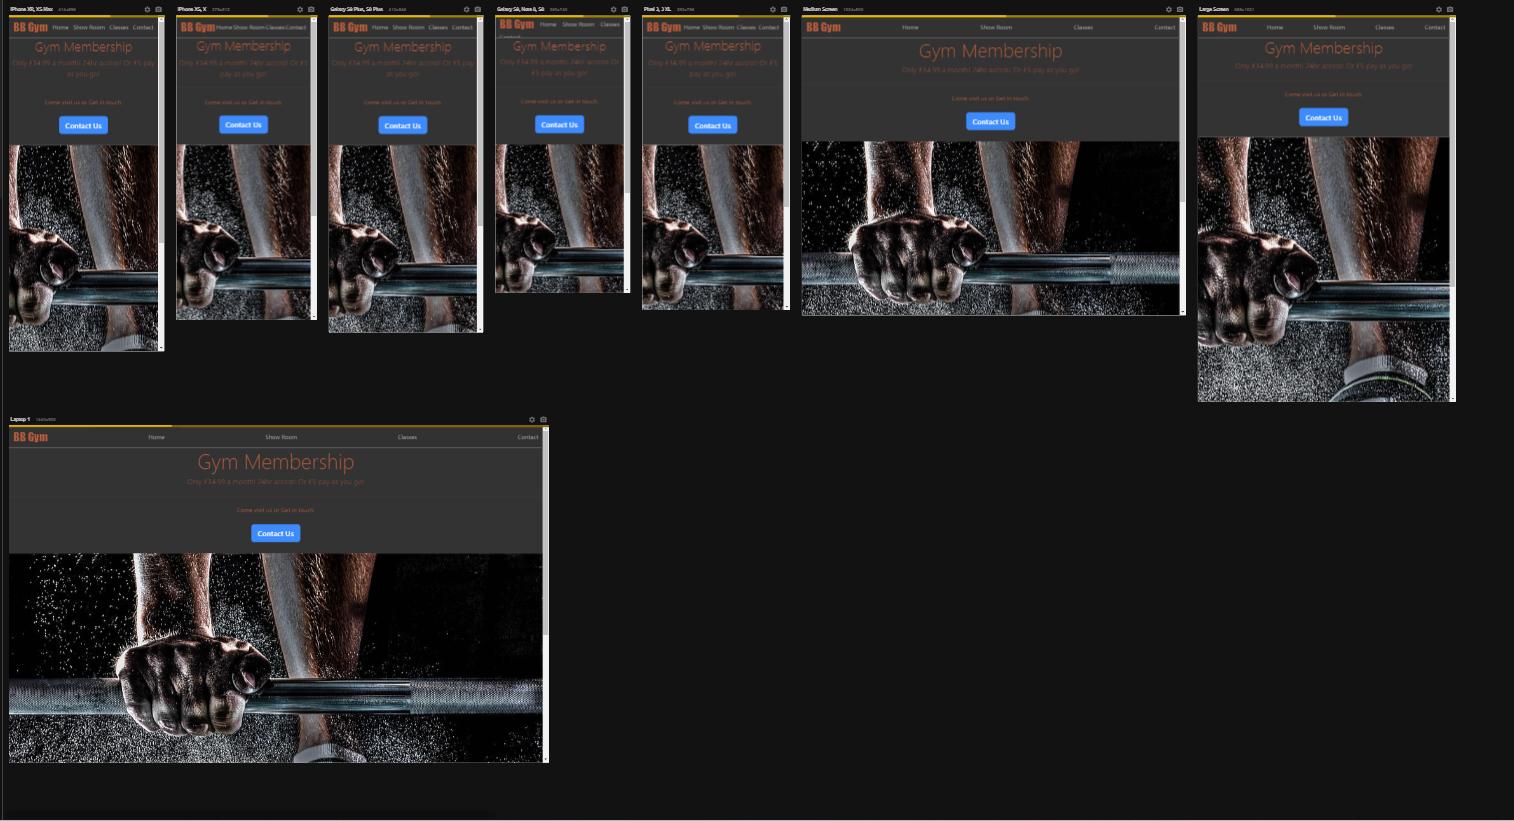 iPhone XR, XS Max 414x896
BB Gym Home Show Room Classes Contact
Gym Membership
Only £34.99 a month! 24hr access! Or £5 pay
as you go!
Come visit us or Get in touch
Contact Us
iPhone XS, X 375x812
BB Gym Home Show Room Classes Contact
Gym Membership
Only £34.99 a month! 24hr access! Or £5
pay as you go!
Come visit us or Get in touch
Contact Us
Galaxy S9 Plus, S8 Plus
BB Gym Home Show Room Classes Contact
Gym Membership
Only £34.99 a month! 24hr access! Or £5 pay
as you go!
Come visit us or Get in touch
Contact Us
Galaxy S9, Note 8, S8
BB Gym Home Show Room Classes
Gym Membership
Only £34.99 a month! 24hr access! Or
£5 pay as you go!
Come visit us or Get in touch
Contact Us
Pixel 3, 3 XL
BB Gym Home Show Room Classes Contact
Gym Membership
Only £34.99 a month! 24hr access! Or £5
pay as you go!
Come visit us or Get in touch
Contact Us
Medium Screen
BB Gym Home Show Room Classes Contact
Gym Membership
Only £34.99 a month! 24hr access! Or £5 pay as you go!
Come visit us or Get in touch
Contact Us
Large Screen
BB Gym Home Show Room Classes Contact
Gym Membership
Only £34.99 a month! 24hr access! Or £5 pay as you go!
Come visit us or Get in touch
Contact Us
Laptop 1
BB Gym Home Show Room Classes Contact
Gym Membership
Only £34.99 a month! 24hr access! Or £5 pay as you go!
Come visit us or Get in touch
Contact Us